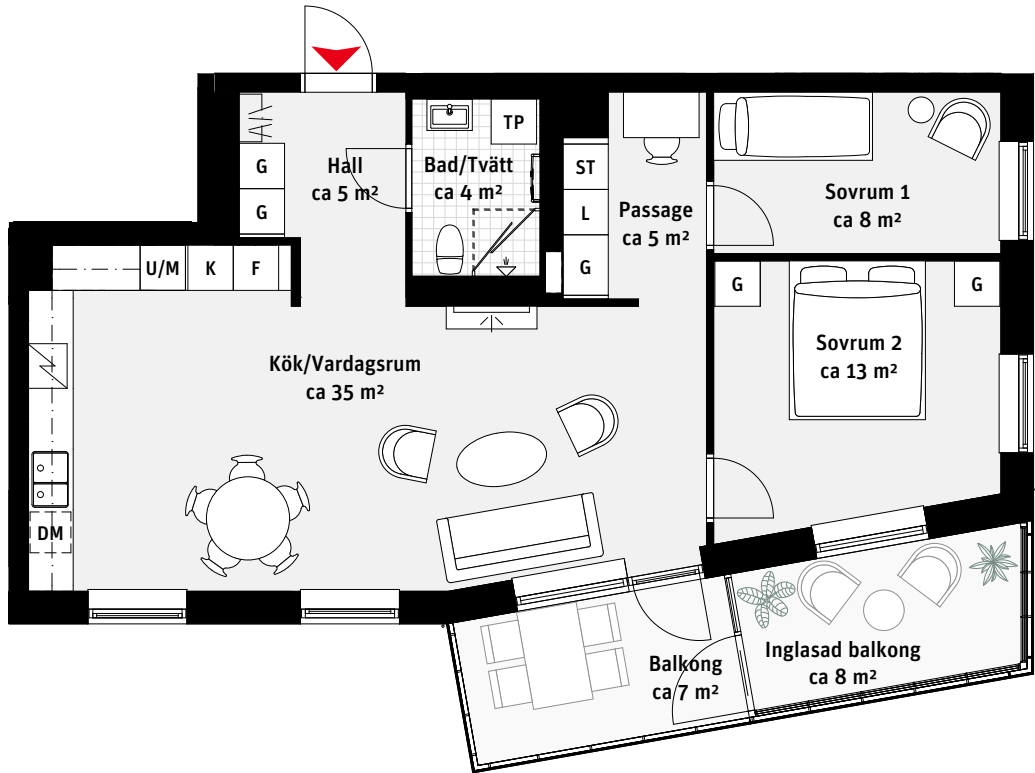 TP
G
Hall
ca 5 m²
Bad/Tvätt
ca 4 m²
ST
G
L
Passage
ca 5 m²
Sovrum 1
ca 8 m²
U/M
K
F
G
G
G
Sovrum 2
ca 13 m²
Kök/Vardagsrum
ca 35 m²
DM
Balkong
ca 7 m²
Inglasad balkong
ca 8 m²